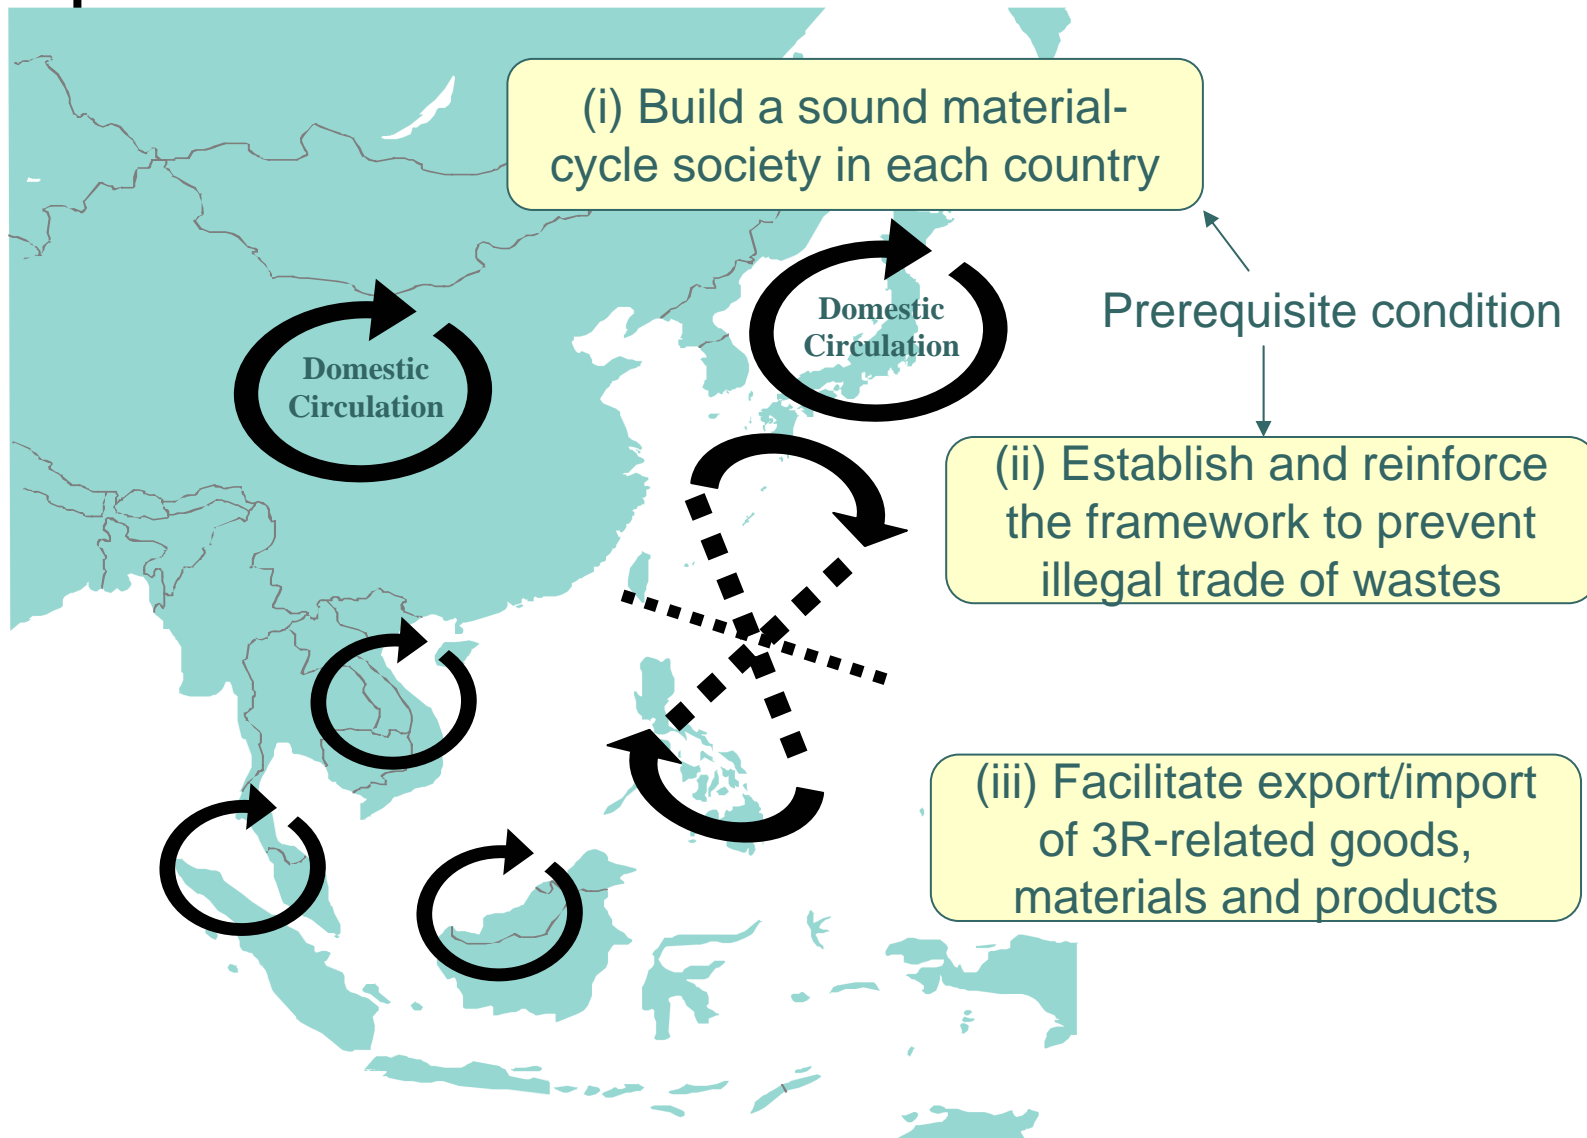 (i) Build a sound material-
cycle society in each country
Domestic
Circulation
Prerequisite condition
Domestic
Circulation
(ii) Establish and reinforce
the framework to prevent
illegal trade of wastes
(iii) Facilitate export/import
of 3R-related goods,
materials and products